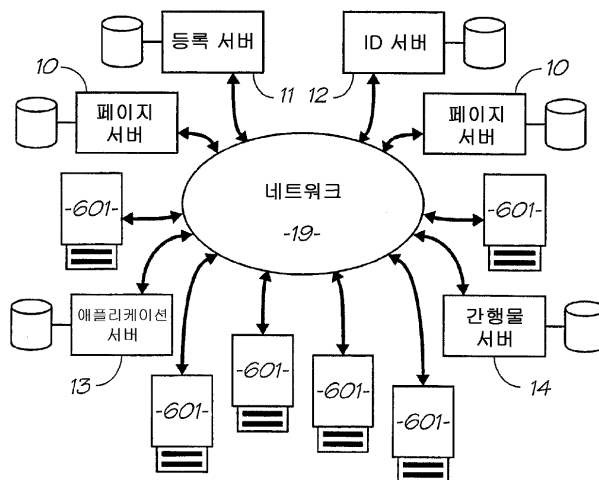 등록 서버
ID 서버
10
11
12
10
페이지
서버
페이지
서버
네트워크
-19-
-601-
-601-
애플리케이션
서버
간행물
서버
13
14
-601-
-601-
-601-
-601-